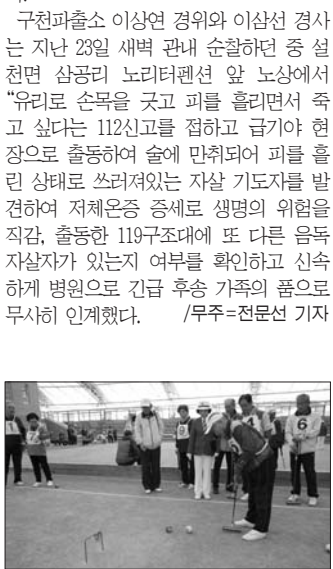 구천파출소 이상연 경위와 이삼선 경사
는 지난 23일 새벽 관내 순찰하던 중 설
천면 삼공리 노리터펜션 앞 노상에서
“유리로 손목을 긋고 피를 흘리면서 죽
고 싶다는 112신고를 접하고 급기야 현
장으로 출동하여 술에 만취되어 피를 흘
린 상태로 쓰러져있는 자살 기도자를 발
견하여 저체온증 증세로 생명의 위험을
직감, 출동한 119구조대에 또 다른 음독
자살자가 있는지 여부를 확인하고 신속
하게 병원으로 긴급 후송 가족의 품으로
무사히 인계했다. /무주=전문선 기자
6